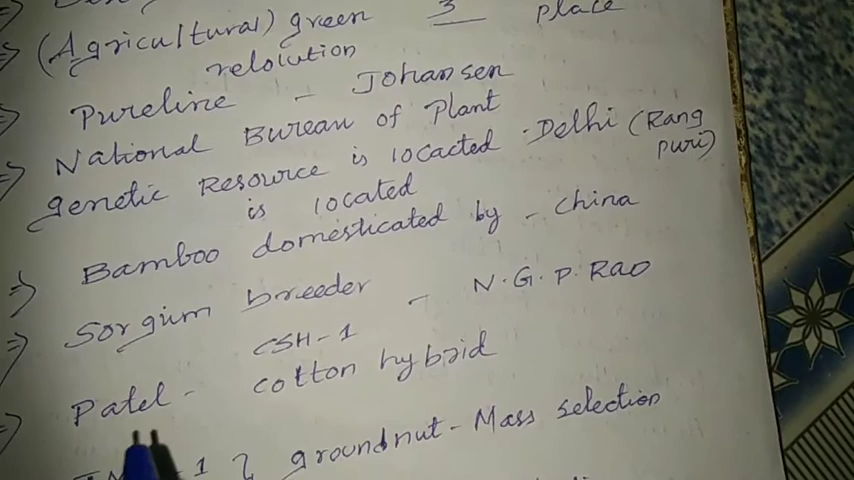 => (Agricultural) green 3 place
relolution
=> Pureline - Johansen
=> National Bureau of Plant
genetic Resource is locacted - Delhi (Rang
puri)
is located
=> Bamboo domesticated by - China
=> Sorgium breeder - N.G.P. Rao
CSH-1
=> Patel - cotton hybrid
-1 groundnut - Mass selection